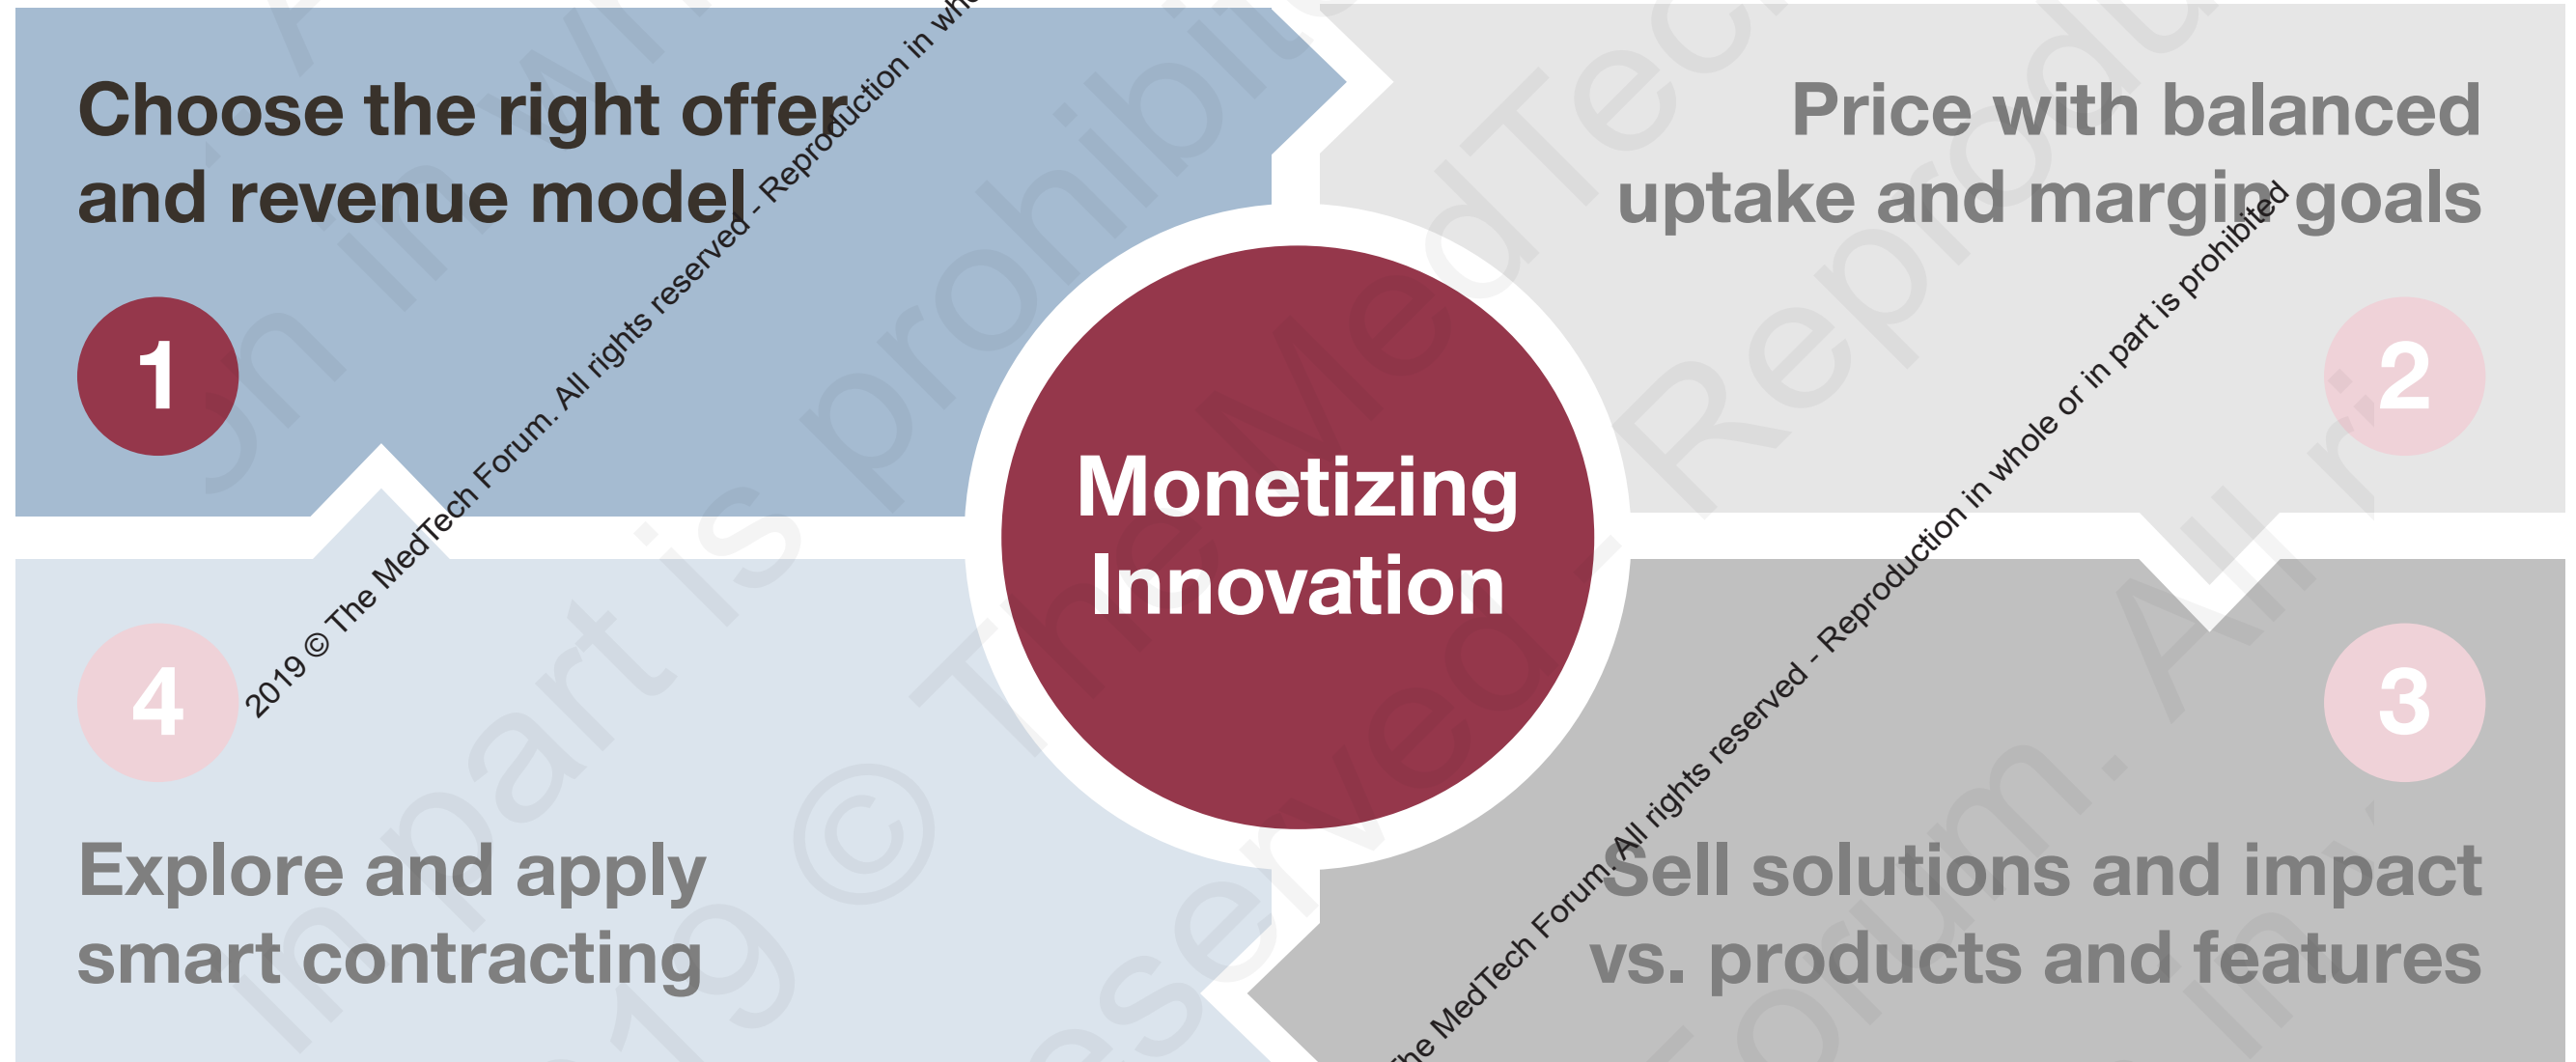 Choose the right offer
and revenue model
1
Price with balanced
uptake and margin goals
2
Monetizing
Innovation
3
Sell solutions and impact
vs. products and features
4
Explore and apply
smart contracting
2019 © The MedTech Forum. All rights reserved - Reproduction in
The MedTech Forum. All rights reserved - Reproduction in whole or in part is prohibited